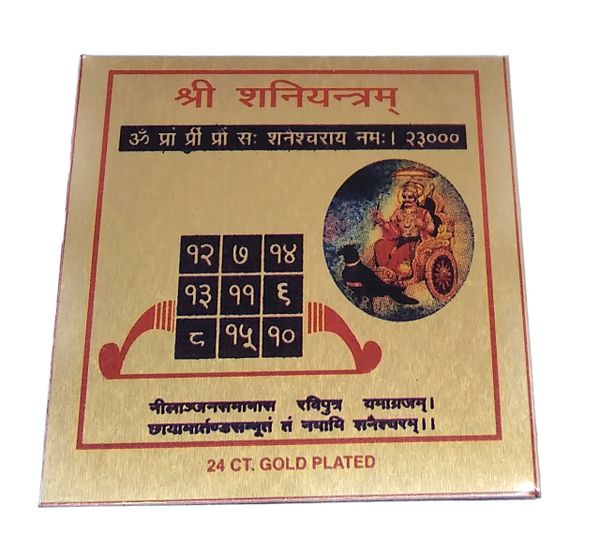 श्री शनियन्त्रम्
ॐ प्रां प्रीं प्रों सः शनेश्चराय नमः। २३०००
१२ ७ १४
१३ ११ ९
८ १५ १०
नीलाञ्जनसमाभास रविपुत्र यमाग्रजम्।
छायामार्तण्डसम्भूतं तं नमामि शनैश्चरम्।।
24 CT. GOLD PLATED